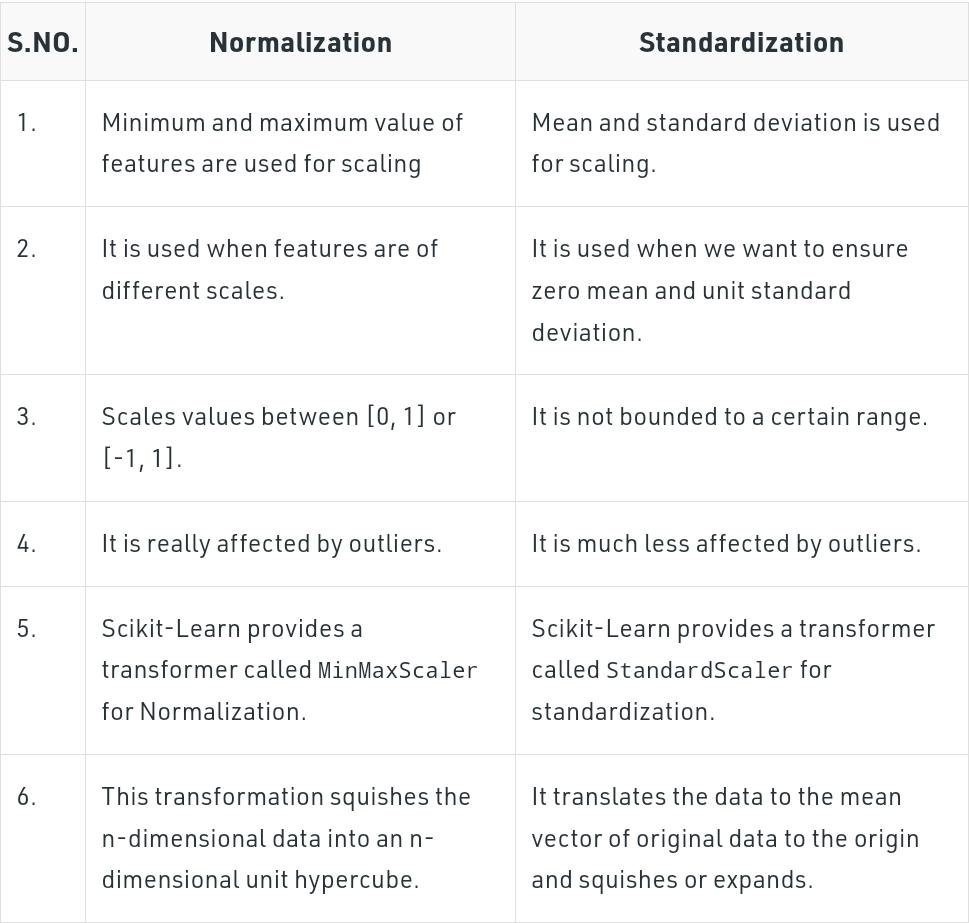 S.NO. Normalization Standardization
1. Minimum and maximum value of Mean and standard deviation is used
features are used for scaling for scaling.
2. It is used when features are of It is used when we want to ensure
different scales. zero mean and unit standard
deviation.
3. Scales values between [0, 1] or It is not bounded to a certain range.
[-1, 1].
4. It is really affected by outliers. It is much less affected by outliers.
5. Scikit-Learn provides a Scikit-Learn provides a transformer
transformer called MinMaxScaler called StandardScaler for
for Normalization. standardization.
6. This transformation squishes the It translates the data to the mean
n-dimensional data into an n- vector of original data to the origin
dimensional unit hypercube. and squishes or expands.